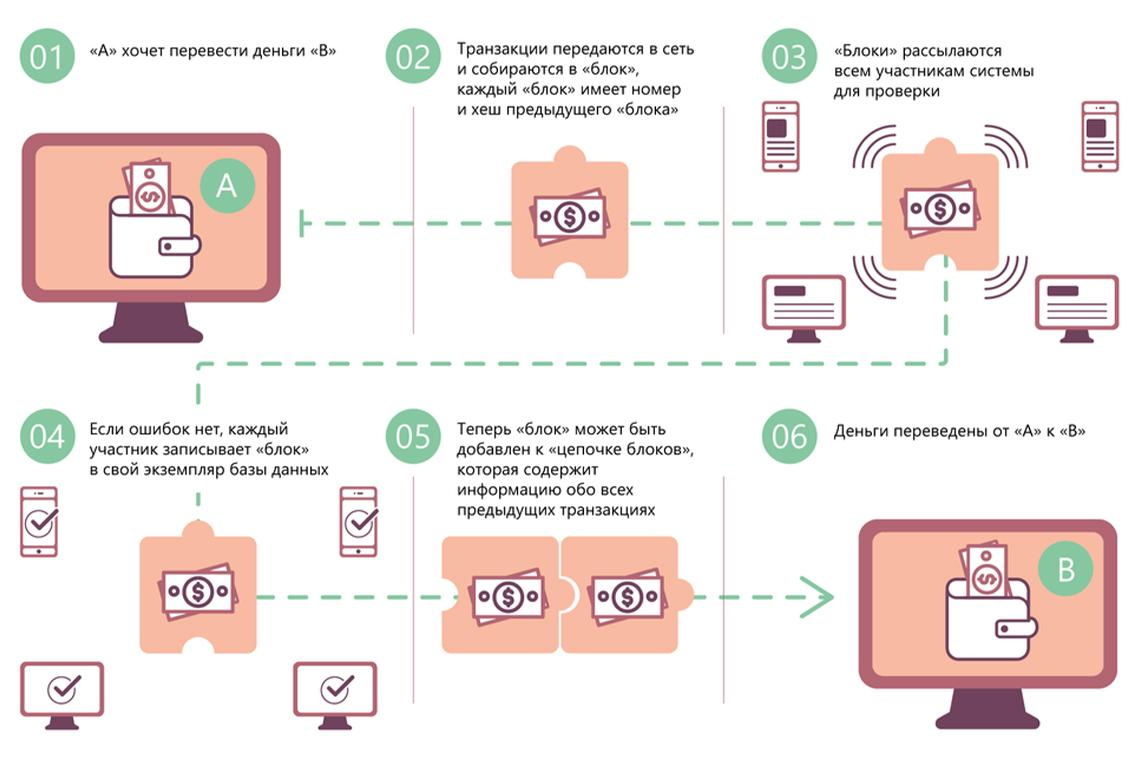 01
«А» хочет перевести деньги «В»
02
Транзакции передаются в сеть
и собираются в «блок»,
каждый «блок» имеет номер
и хеш предыдущего «блока»
03
«Блоки» рассылаются
всем участникам системы
для проверки
A
$
$
$
04
Если ошибок нет, каждый
участник записывает «блок»
в свой экземпляр базы данных
05
Теперь «блок» может быть
добавлен к «цепочке блоков»,
которая содержит
информацию обо всех
предыдущих транзакциях
06
Деньги переведены от «А» к «В»
$
$
$
B
$